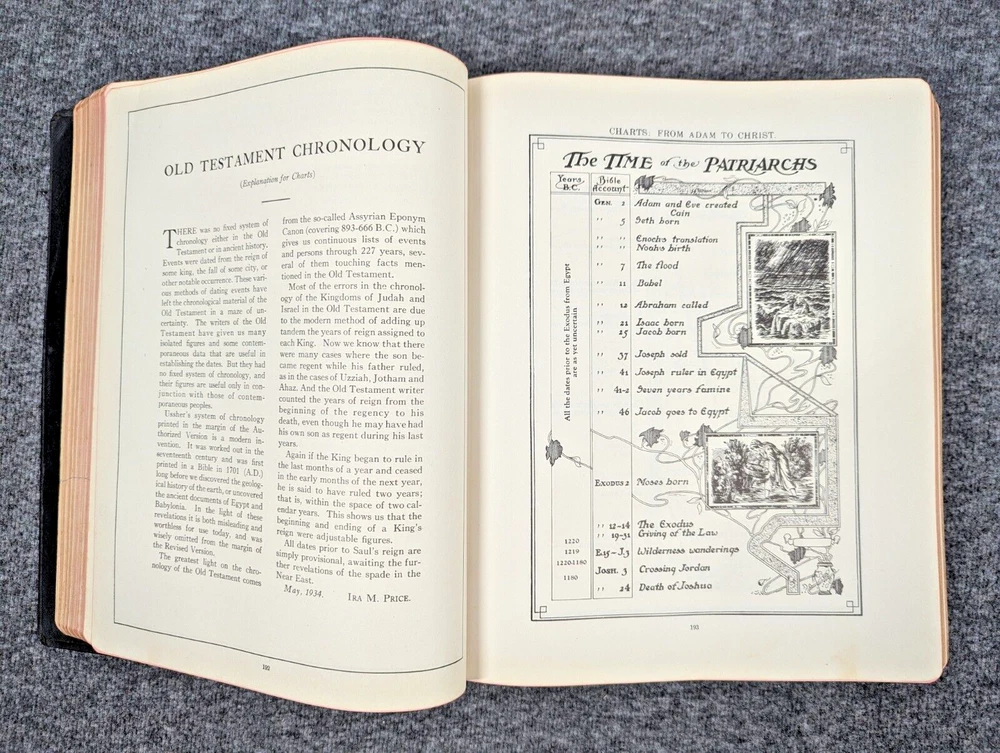 OLD TESTAMENT CHRONOLOGY
(Explanation for Charts)
THERE was no fixed system of
chronology either in the Old
Testament or in ancient history.
Events were dated from the reign of
some king, the fall of some city, or
other notable occurrence. These vari-
ous methods of dating events have
left the chronological material of the
Old Testament in a maze of un-
certainty. The writers of the Old
Testament have given us many
isolated figures and some contem-
poraneous data that are useful in
establishing the dates. But they had
no fixed system of chronology, and
their figures are useful only in con-
junction with those of contem-
poraneous peoples.
Ussher's system of chronology
printed in the margin of the Au-
thorized Version is a modern in-
vention. It was worked out in the
seventeenth century and was first
printed in a Bible in 1701 (A.D.)
long before we discovered the geolog-
ical history of the earth, or uncovered
the ancient documents of Egypt and
Babylonia. In the light of these
revelations it is both misleading and
worthless for use today, and was
wisely omitted from the margin of
the Revised Version.
The greatest light on the chro-
nology of the Old Testament comes
from the so-called Assyrian Eponym
Canon (covering 893-666 B.C.) which
gives us continuous lists of events
and persons through 227 years, sev-
eral of them touching facts men-
tioned in the Old Testament.
Most of the errors in the chronol-
ogy of the Kingdoms of Judah and
Israel in the Old Testament are due
to the modern method of adding up
tandem the years of reign assigned to
each King. Now we know that there
were many cases where the son be-
came regent while his father ruled,
as in the cases of Uzziah, Jotham and
Ahaz. And the Old Testament writer
counted the years of reign from the
beginning of the regency to his
death, even though he may have had
his own son as regent during his last
years.
Again if the King began to rule in
the last months of a year and ceased
in the early months of the next year,
he is said to have ruled two years;
that is, within the space of two cal-
endar years. This shows us that the
beginning and ending of a King's
reign were adjustable figures.
All dates prior to Saul's reign are
simply provisional, awaiting the fur-
ther revelations of the spade in the
Near East.
May, 1934. IRA M. PRICE.
192
CHARTS: FROM ADAM TO CHRIST.
The TIME of the PATRIARCHS
Years B.C. Bible Account
All the dates prior to the Exodus from Egypt
are as yet uncertain
GEN. 2 Adam and Eve created
Cain
" 5 Seth born
" " Enochs translation
" " Noahs birth
" 7 The flood
" 11 Babel
" 12 Abraham called
" 21 Isaac born
" 25 Jacob born
" 37 Joseph sold
" 41 Joseph ruler in Egypt
" 41-2 Seven years famine
" 46 Jacob goes to Egypt
EXODUS 2 Moses born
" 12-14 The Exodus
1220 " 19-31 Giving of the Law
1219 E.15-J.3 Wilderness wanderings
1220-1180 JOSH. 3 Crossing Jordan
1180 " 24 Death of Joshua
193